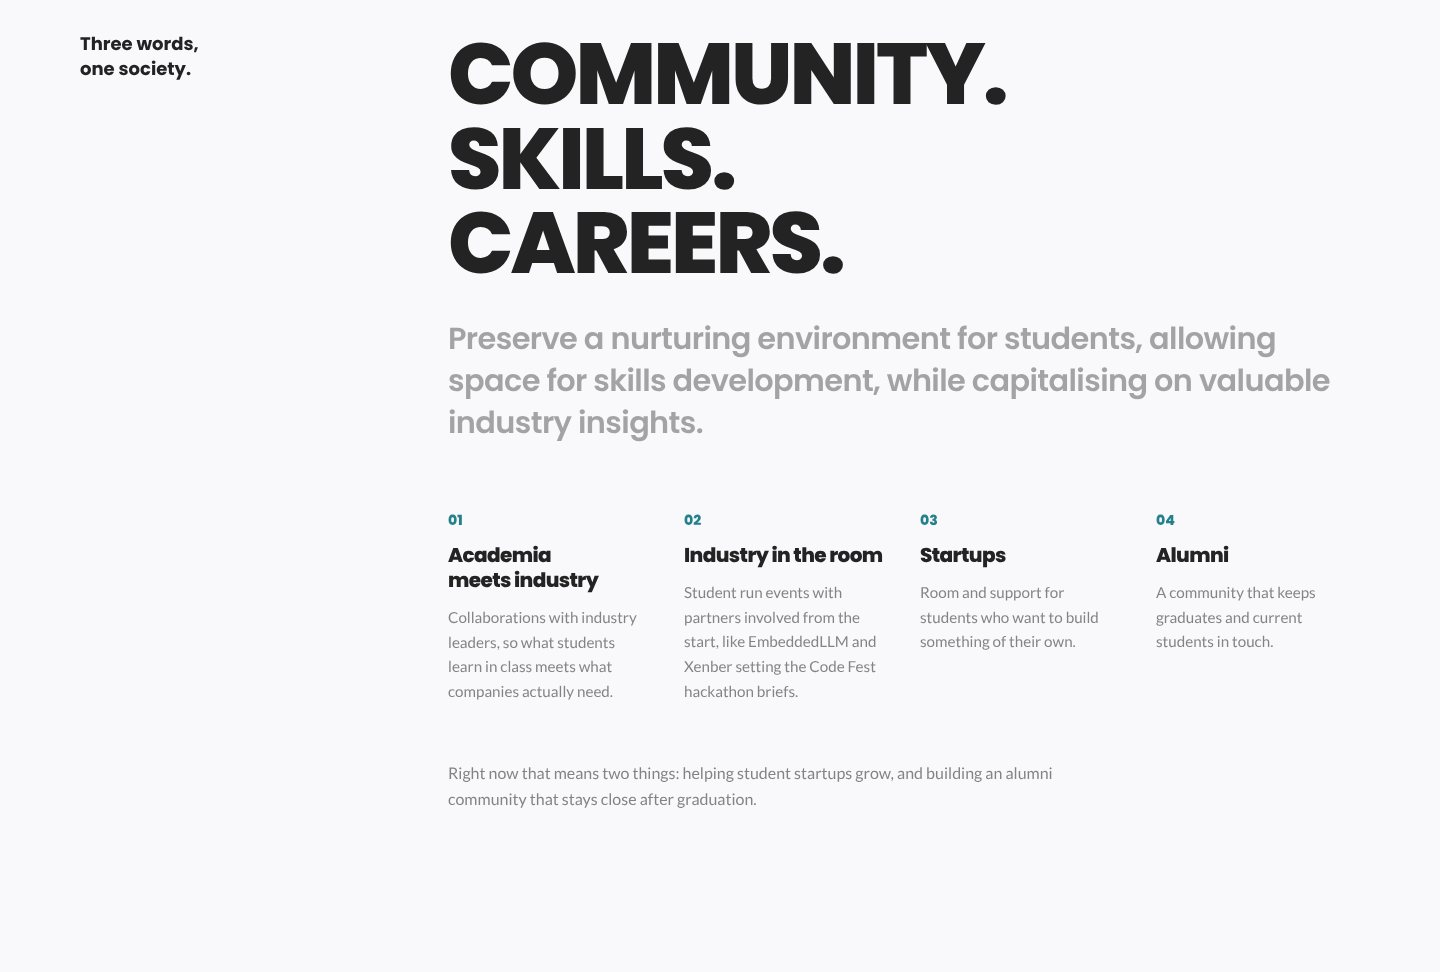 Three words,
one society.
COMMUNITY.
SKILLS.
CAREERS.
Preserve a nurturing environment for students, allowing
space for skills development, while capitalising on valuable
industry insights.
01
Academia
meets industry
Collaborations with industry
leaders, so what students
learn in class meets what
companies actually need.
02
Industry in the room
Student run events with
partners involved from the
start, like EmbeddedLLM and
Xenber setting the Code Fest
hackathon briefs.
03
Startups
Room and support for
students who want to build
something of their own.
04
Alumni
A community that keeps
graduates and current
students in touch.
Right now that means two things: helping student startups grow, and building an alumni
community that stays close after graduation.